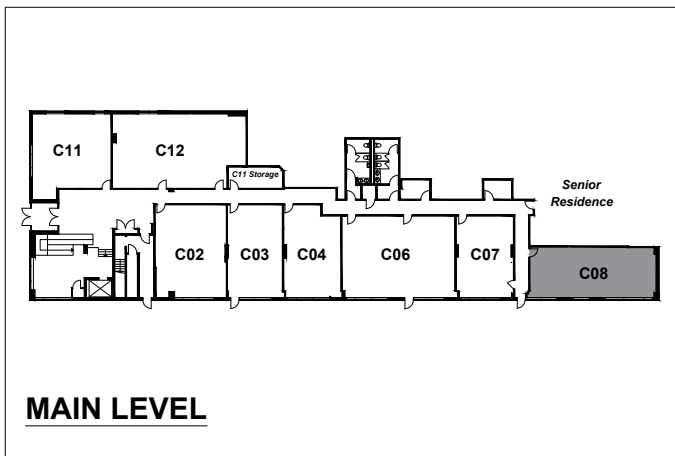 C11
C12
C11 Storage
Senior
Residence
C02
C03
C04
C06
C07
C08
MAIN LEVEL